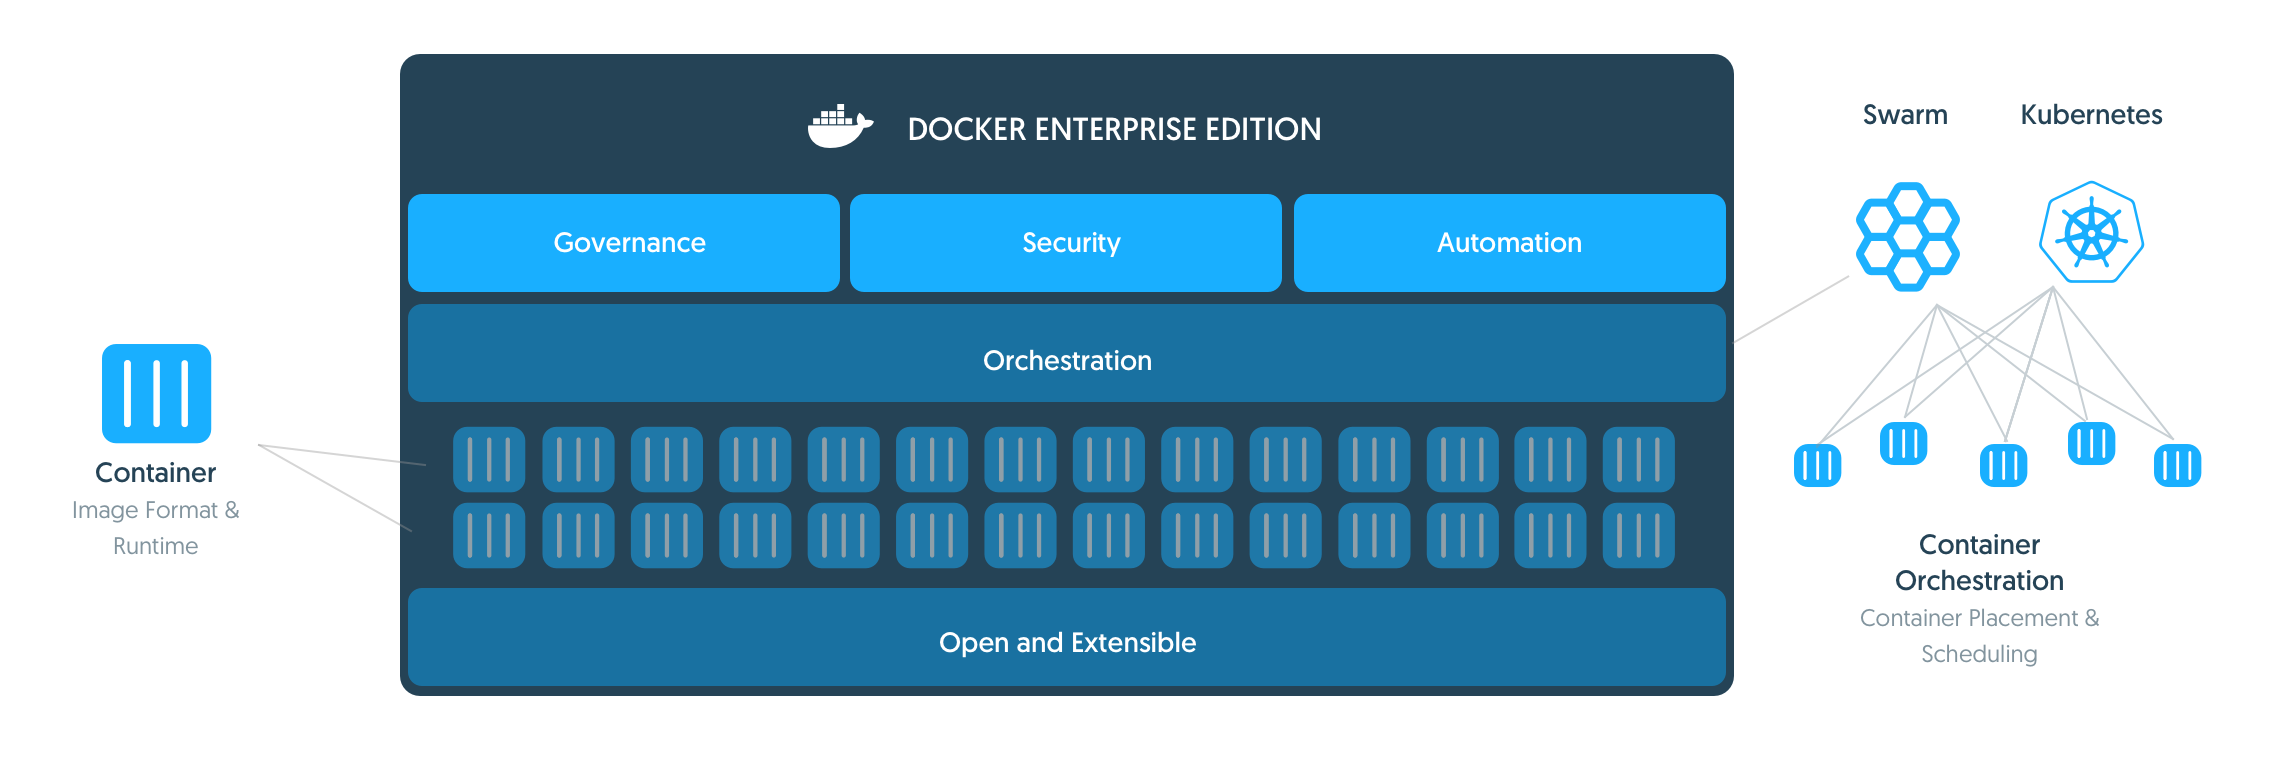 DOCKER ENTERPRISE EDITION
Governance
Security
Automation
Orchestration
Open and Extensible
Container
Image Format &
Runtime
Swarm
Kubernetes
Container
Orchestration
Container Placement &
Scheduling